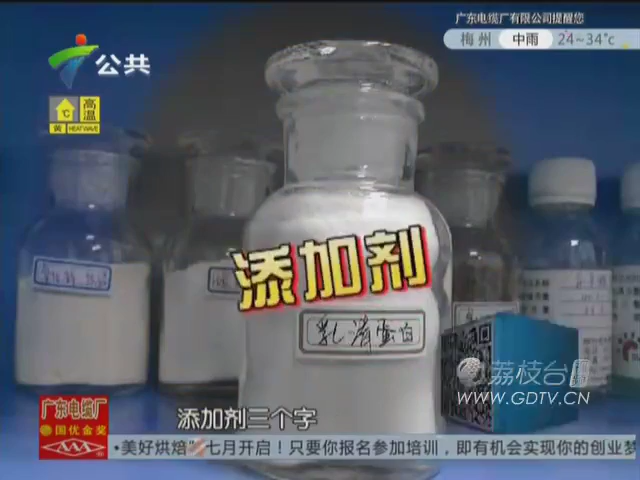 广东电缆厂有限公司提醒您
公共
梅州 中雨 24~34℃
℃ 高温
黄 HEAT WAVE
添加剂
乳清蛋白
荔枝台
WWW.GDTV.CN
广东电缆厂
国优金奖
AAA
添加剂三个字
•美好烘焙 七月开启！只要你报名参加培训，即有机会实现你的创业梦